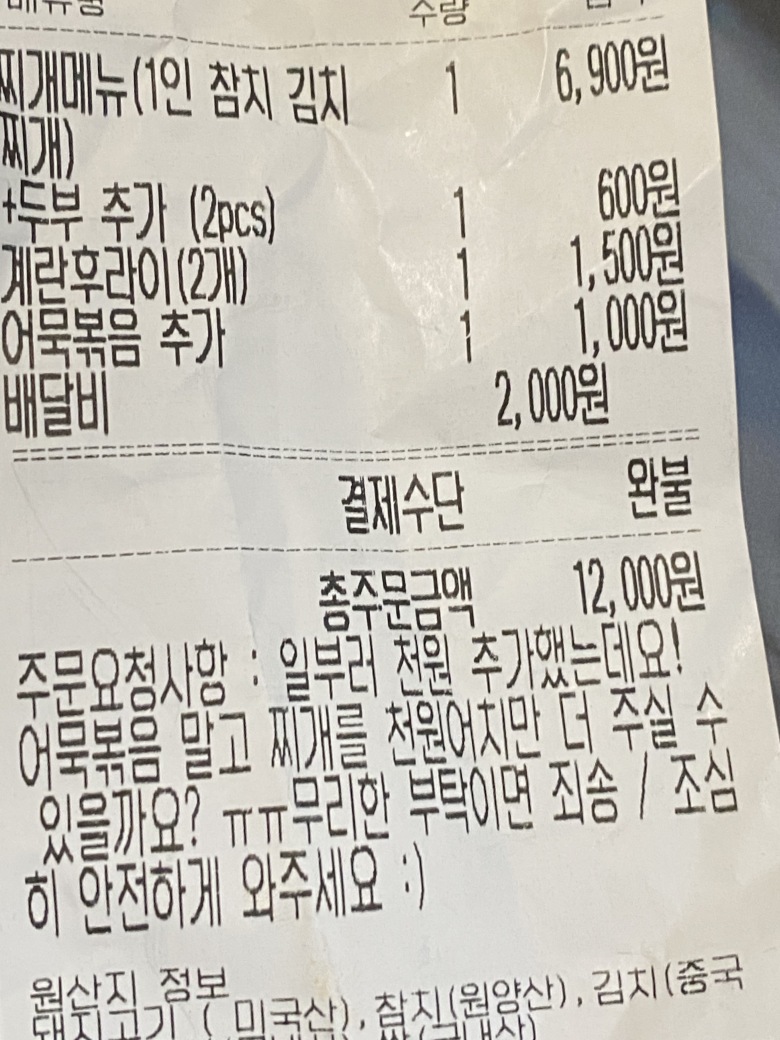 메뉴명 수량
찌개메뉴(1인 참치 김치 1 6,900원
찌개)
+두부 추가 (2pcs) 1 600원
계란후라이(2개) 1 1,500원
어묵볶음 추가 1 1,000원
배달비 2,000원
결제수단 완불
총주문금액 12,000원
주문요청사항 : 일부러 천원 추가했는데요!
어묵볶음 말고 찌개를 천원어치만 더 주실 수
있을까요? ㅠㅠ무리한 부탁이면 죄송 / 조심
히 안전하게 와주세요 :)
원산지 정보
돼지고기 ( 미국산), 참치(원양산), 김치(중국